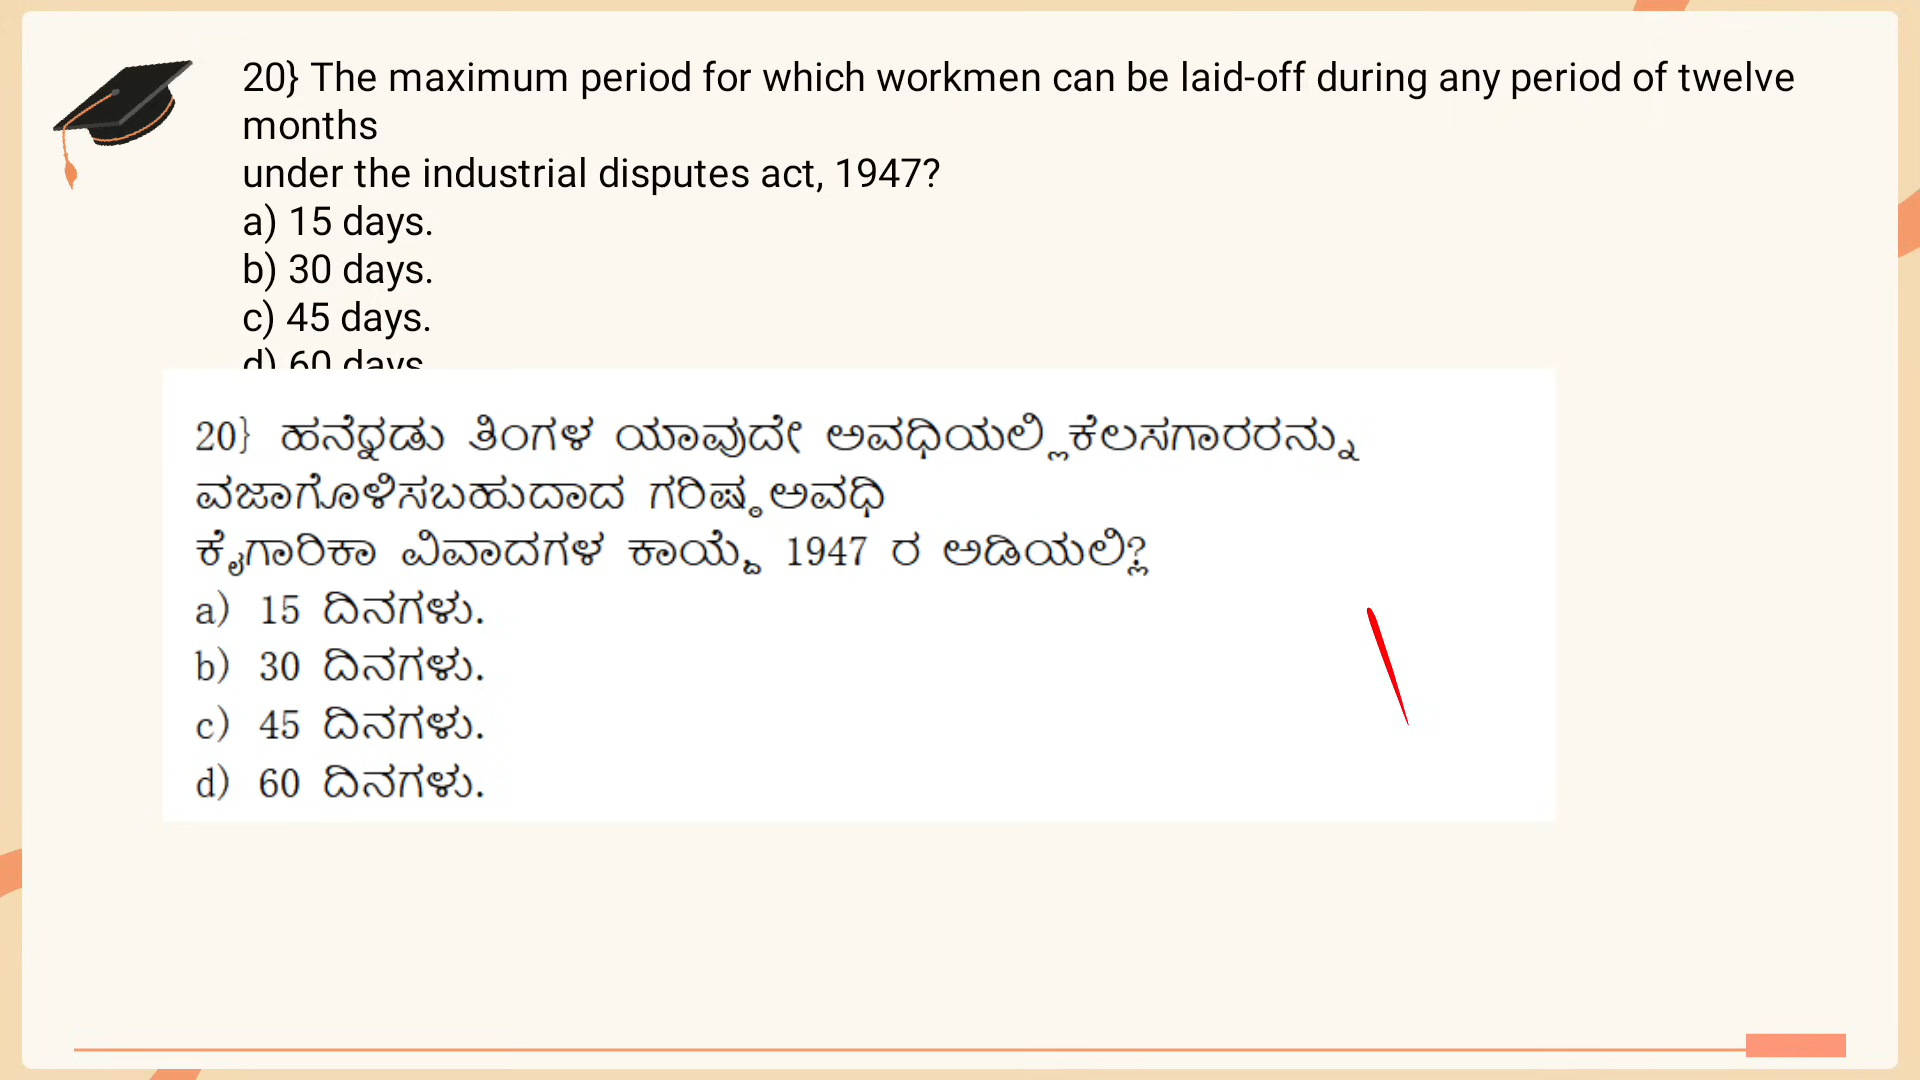 20} The maximum period for which workmen can be laid-off during any period of twelve
months
under the industrial disputes act, 1947?
a) 15 days.
b) 30 days.
c) 45 days.
d) 60 days
20} ಹನ್ನೆರಡು ತಿಂಗಳ ಯಾವುದೇ ಅವಧಿಯಲ್ಲಿ ಕೆಲಸಗಾರರನ್ನು
ವಜಾಗೊಳಿಸಬಹುದಾದ ಗರಿಷ್ಠ ಅವಧಿ
ಕೈಗಾರಿಕಾ ವಿವಾದಗಳ ಕಾಯ್ದೆ 1947 ರ ಅಡಿಯಲ್ಲಿ?
a) 15 ದಿನಗಳು.
b) 30 ದಿನಗಳು.
c) 45 ದಿನಗಳು.
d) 60 ದಿನಗಳು.